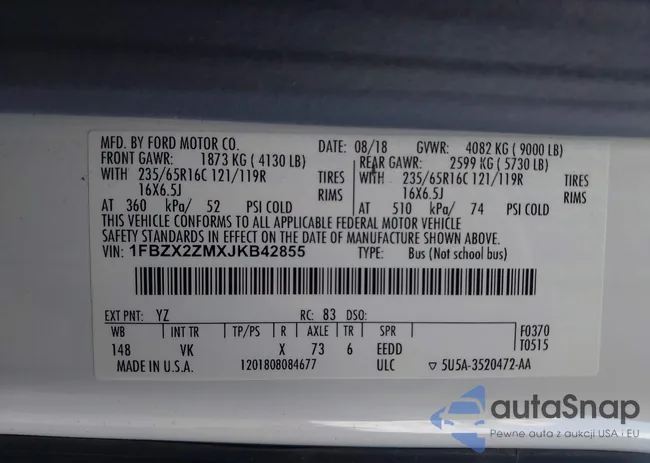 MFD. BY FORD MOTOR CO. DATE: 08/18 GVWR: 4082 KG ( 9000 LB)
FRONT GAWR: 1873 KG ( 4130 LB) REAR GAWR: 2599 KG ( 5730 LB)
WITH 235/65R16C 121/119R TIRES WITH 235/65R16C 121/119R TIRES
16X6.5J RIMS 16X6.5J RIMS
AT 360 kPa/ 52 PSI COLD AT 510 kPa/ 74 PSI COLD
THIS VEHICLE CONFORMS TO ALL APPLICABLE FEDERAL MOTOR VEHICLE
SAFETY STANDARDS IN EFFECT ON THE DATE OF MANUFACTURE SHOWN ABOVE.
VIN: 1FBZX2ZMXJKB42855 TYPE: Bus (Not school bus)
EXT PNT: YZ RC: 83 DSO:
WB INT TR TP/PS R AXLE TR SPR F0370
148 VK X 73 6 EEDD T0515
MADE IN U.S.A. 1201808084677 ULC ▽ 5U5A-3520472-AA
autoSnap
Pewne auta z aukcji USA i EU